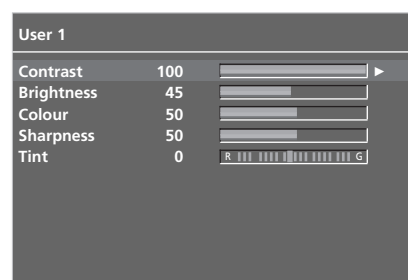 User 1
Contrast 100
Brightness 45
Colour 50
Sharpness 50
Tint 0 R G